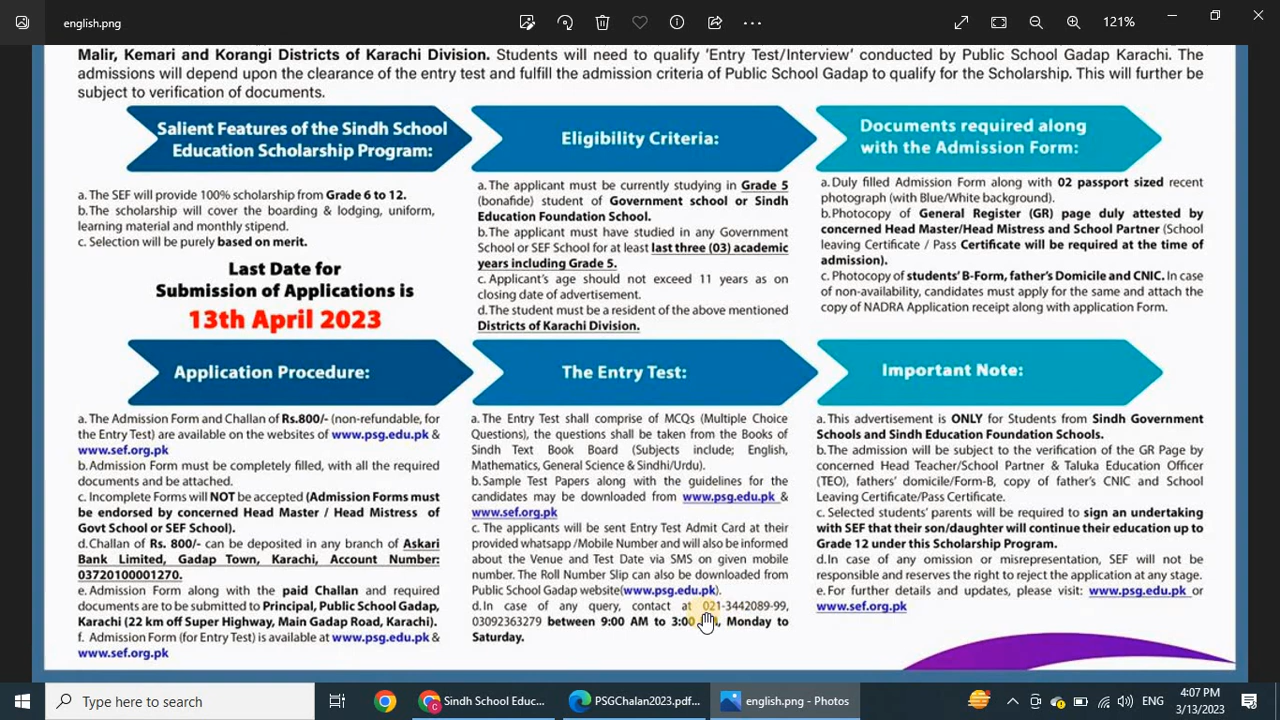 english.png
121%
Malir, Kemari and Korangi Districts of Karachi Division. Students will need to qualify 'Entry Test/Interview' conducted by Public School Gadap Karachi. The
admissions will depend upon the clearance of the entry test and fulfill the admission criteria of Public School Gadap to qualify for the Scholarship. This will further be
subject to verification of documents.
Salient Features of the Sindh School
Education Scholarship Program:
a. The SEF will provide 100% scholarship from Grade 6 to 12.
b. The scholarship will cover the boarding & lodging, uniform,
learning material and monthly stipend.
c. Selection will be purely based on merit.
Last Date for
Submission of Applications is
13th April 2023
Eligibility Criteria:
a. The applicant must be currently studying in Grade 5
(bonafide) student of Government school or Sindh
Education Foundation School.
b. The applicant must have studied in any Government
School or SEF School for at least last three (03) academic
years including Grade 5.
c. Applicant's age should not exceed 11 years as on
closing date of advertisement.
d. The student must be a resident of the above mentioned
Districts of Karachi Division.
Documents required along
with the Admission Form:
a. Duly filled Admission Form along with 02 passport sized recent
photograph (with Blue/White background).
b. Photocopy of General Register (GR) page duly attested by
concerned Head Master/Head Mistress and School Partner (School
leaving Certificate / Pass Certificate will be required at the time of
admission).
c. Photocopy of students' B-Form, father's Domicile and CNIC. In case
of non-availability, candidates must apply for the same and attach the
copy of NADRA Application receipt along with application Form.
Application Procedure:
a. The Admission Form and Challan of Rs.800/- (non-refundable, for
the Entry Test) are available on the websites of www.psg.edu.pk &
www.sef.org.pk
b. Admission Form must be completely filled, with all the required
documents and be attached.
c. Incomplete Forms will NOT be accepted (Admission Forms must
be endorsed by concerned Head Master / Head Mistress of
Govt School or SEF School).
d. Challan of Rs. 800/- can be deposited in any branch of Askari
Bank Limited, Gadap Town, Karachi, Account Number:
03720100001270.
e. Admission Form along with the paid Challan and required
documents are to be submitted to Principal, Public School Gadap,
Karachi (22 km off Super Highway, Main Gadap Road, Karachi).
f. Admission Form (for Entry Test) is available at www.psg.edu.pk &
www.sef.org.pk
The Entry Test:
a. The Entry Test shall comprise of MCQs (Multiple Choice
Questions), the questions shall be taken from the Books of
Sindh Text Book Board (Subjects include; English,
Mathematics, General Science & Sindhi/Urdu).
b. Sample Test Papers along with the guidelines for the
candidates may be downloaded from www.psg.edu.pk &
www.sef.org.pk
c. The applicants will be sent Entry Test Admit Card at their
provided whatsapp /Mobile Number and will also be informed
about the Venue and Test Date via SMS on given mobile
number. The Roll Number Slip can also be downloaded from
Public School Gadap website(www.psg.edu.pk).
d. In case of any query, contact at 021-3442089-99,
03092363279 between 9:00 AM to 3:00 Monday to
Saturday.
Important Note:
a. This advertisement is ONLY for Students from Sindh Government
Schools and Sindh Education Foundation Schools.
b. The admission will be subject to the verification of the GR Page by
concerned Head Teacher/School Partner & Taluka Education Officer
(TEO), fathers' domicile/Form-B, copy of father's CNIC and School
Leaving Certificate/Pass Certificate.
c. Selected students' parents will be required to sign an undertaking
with SEF that their son/daughter will continue their education up to
Grade 12 under this Scholarship Program.
d. In case of any omission or misrepresentation, SEF will not be
responsible and reserves the right to reject the application at any stage.
e. For further details and updates, please visit: www.psg.edu.pk or
www.sef.org.pk
Type here to search
Sindh School Educ...
PSGChalan2023.pdf...
english.png - Photos
ENG
4:07 PM
3/13/2023